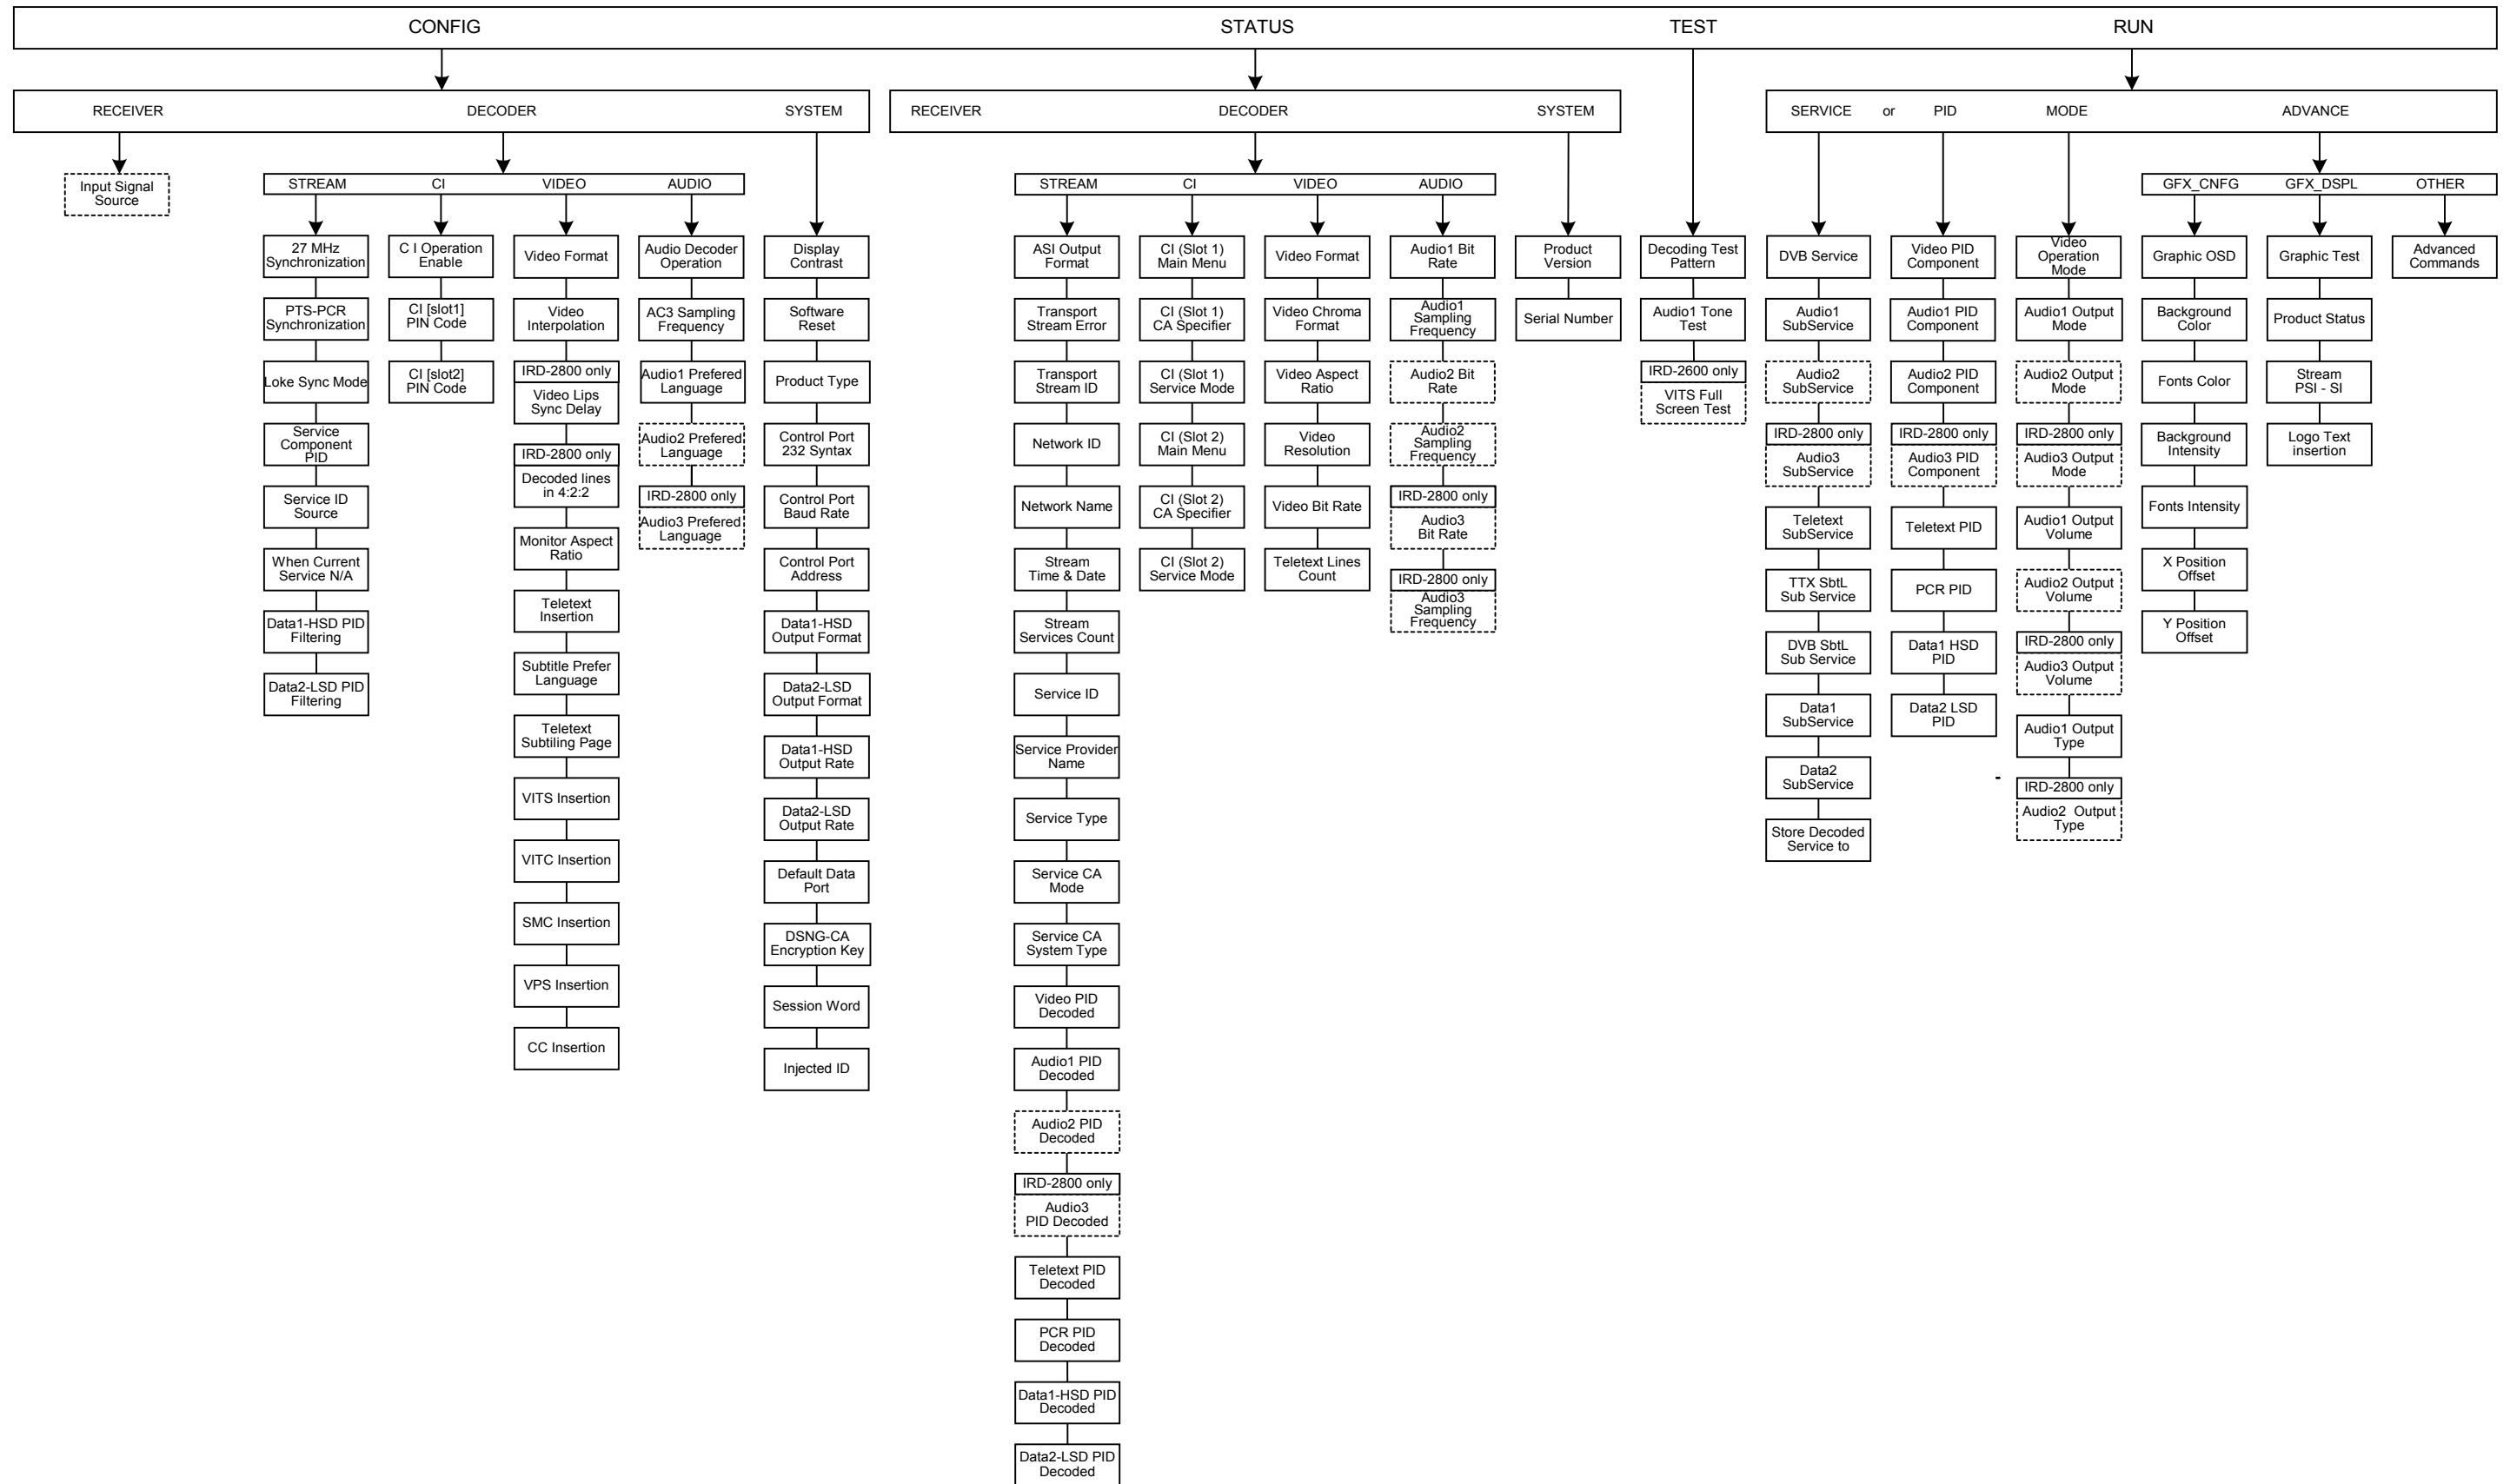 CONFIG
STATUS
TEST
RUN
RECEIVER
DECODER
SYSTEM
RECEIVER
DECODER
SYSTEM
SERVICE
or
PID
MODE
ADVANCE
Input Signal
Source
STREAM
CI
VIDEO
AUDIO
STREAM
CI
VIDEO
AUDIO
GFX_CNFG
GFX_DSPL
OTHER
27 MHz
Synchronization
PTS-PCR
Synchronization
Loke Sync Mode
Service
Component
PID
Service ID
Source
When Current
Service N/A
Data1-HSD PID
Filtering
Data2-LSD PID
Filtering
C I Operation
Enable
CI [slot1]
PIN Code
CI [slot2]
PIN Code
Video Format
Video
Interpolation
IRD-2800 only
Video Lips
Sync Delay
IRD-2800 only
Decoded lines
in 4:2:2
Monitor Aspect
Ratio
Teletext
Insertion
Subtitle Prefer
Language
Teletext
Subtiling Page
VITS Insertion
VITC Insertion
SMC Insertion
VPS Insertion
CC Insertion
Audio Decoder
Operation
AC3 Sampling
Frequency
Audio1 Prefered
Language
Audio2 Prefered
Language
IRD-2800 only
Audio3 Prefered
Language
Display
Contrast
Software
Reset
Product Type
Control Port
232 Syntax
Control Port
Baud Rate
Control Port
Address
Data1-HSD
Output Format
Data2-LSD
Output Format
Data1-HSD
Output Rate
Data2-LSD
Output Rate
Default Data
Port
DSNG-CA
Encryption Key
Session Word
Injected ID
ASI Output
Format
Transport
Stream Error
Transport
Stream ID
Network ID
Network Name
Stream
Time & Date
Stream
Services Count
Service ID
Service Provider
Name
Service Type
Service CA
Mode
Service CA
System Type
Video PID
Decoded
Audio1 PID
Decoded
Audio2 PID
Decoded
IRD-2800 only
Audio3
PID Decoded
Teletext PID
Decoded
PCR PID
Decoded
Data1-HSD PID
Decoded
Data2-LSD PID
Decoded
CI (Slot 1)
Main Menu
CI (Slot 1)
CA Specifier
CI (Slot 1)
Service Mode
CI (Slot 2)
Main Menu
CI (Slot 2)
CA Specifier
CI (Slot 2)
Service Mode
Video Format
Video Chroma
Format
Video Aspect
Ratio
Video
Resolution
Video Bit Rate
Teletext Lines
Count
Audio1 Bit
Rate
Audio1
Sampling
Frequency
Audio2 Bit
Rate
Audio2
Sampling
Frequency
IRD-2800 only
Audio3
Bit Rate
IRD-2800 only
Audio3
Sampling
Frequency
Product
Version
Serial Number
Decoding Test
Pattern
Audio1 Tone
Test
IRD-2600 only
VITS Full
Screen Test
DVB Service
Audio1
SubService
Audio2
SubService
IRD-2800 only
Audio3
SubService
Teletext
SubService
TTX SbtL
Sub Service
DVB SbtL
Sub Service
Data1
SubService
Data2
SubService
Store Decoded
Service to
Video PID
Component
Audio1 PID
Component
Audio2 PID
Component
IRD-2800 only
Audio3 PID
Component
Teletext PID
PCR PID
Data1 HSD
PID
Data2 LSD
PID
-
Video
Operation
Mode
Audio1 Output
Mode
Audio2 Output
Mode
IRD-2800 only
Audio3 Output
Mode
Audio1 Output
Volume
Audio2 Output
Volume
IRD-2800 only
Audio3 Output
Volume
Audio1 Output
Type
IRD-2800 only
Audio2 Output
Type
Graphic OSD
Background
Color
Fonts Color
Background
Intensity
Fonts Intensity
X Position
Offset
Y Position
Offset
Graphic Test
Product Status
Stream
PSI - SI
Logo Text
insertion
Advanced
Commands